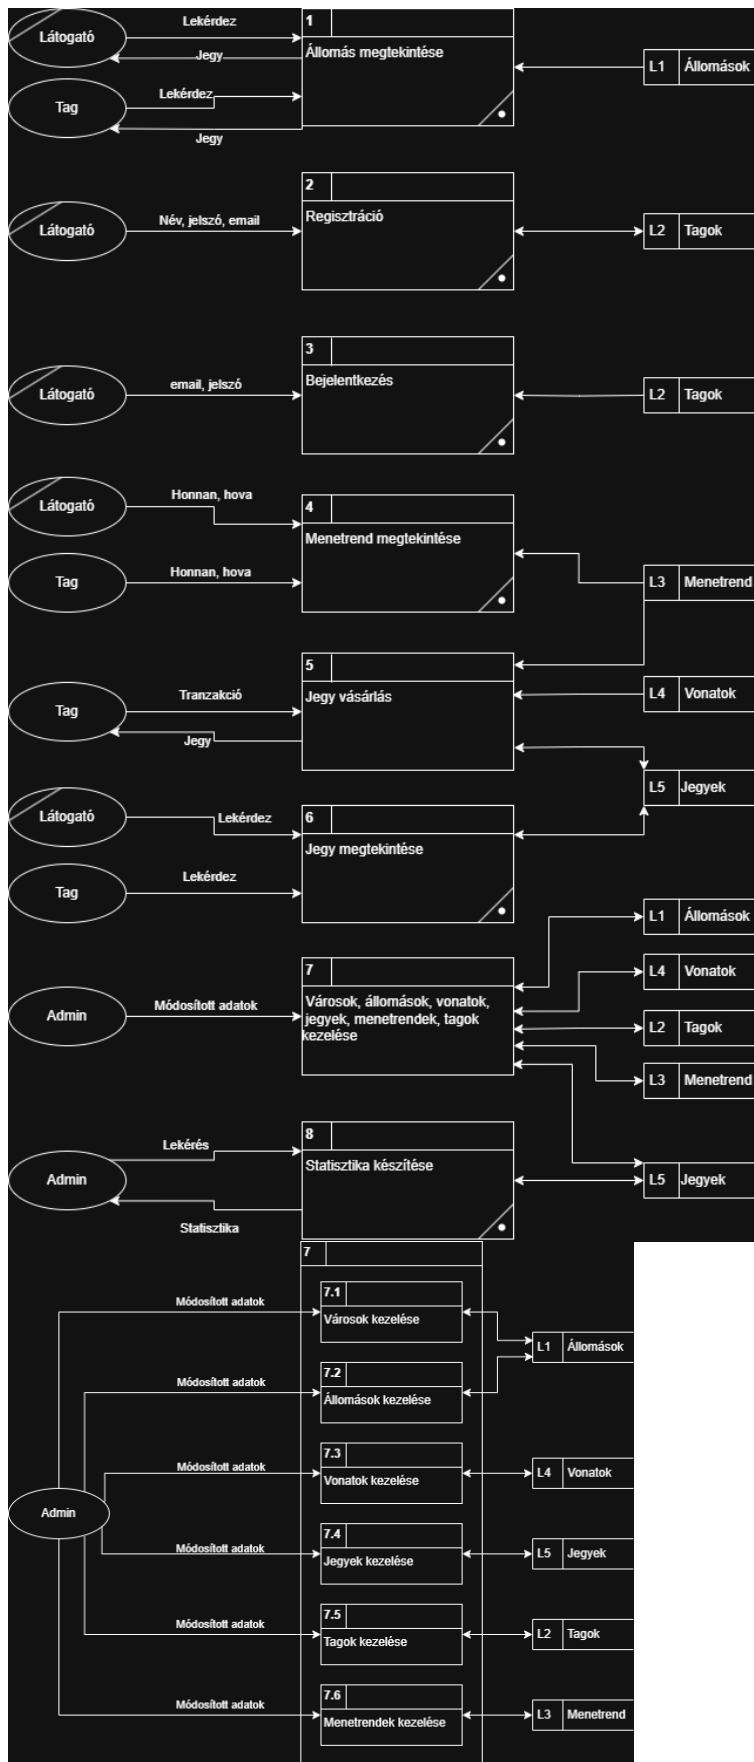 Látogató
Lekérdez
Jegy
1
Állomás megtekintése
L1 Állomások
Tag
Lekérdez
Jegy
2
Látogató
Név, jelszó, email
Regisztráció
L2 Tagok
3
Látogató
email, jelszó
Bejelentkezés
L2 Tagok
Látogató
Honnan, hova
4
Menetrend megtekintése
Tag
Honnan, hova
L3 Menetrend
5
Tag
Tranzakció
Jegy vásárlás
L4 Vonatok
Jegy
L5 Jegyek
Látogató
Lekérdez
6
Jegy megtekintése
Tag
Lekérdez
L1 Állomások
7
L4 Vonatok
Admin
Módosított adatok
Városok, állomások, vonatok,
jegyek, menetrendek, tagok
kezelése
L2 Tagok
L3 Menetrend
8
Lekérés
Statisztika készítése
Admin
L5 Jegyek
Statisztika
7
7.1
Módosított adatok
Városok kezelése
L1 Állomások
7.2
Módosított adatok
Állomások kezelése
7.3
Módosított adatok
Vonatok kezelése
L4 Vonatok
Admin
7.4
Módosított adatok
Jegyek kezelése
L5 Jegyek
7.5
Módosított adatok
Tagok kezelése
L2 Tagok
7.6
Módosított adatok
Menetrendek kezelése
L3 Menetrend